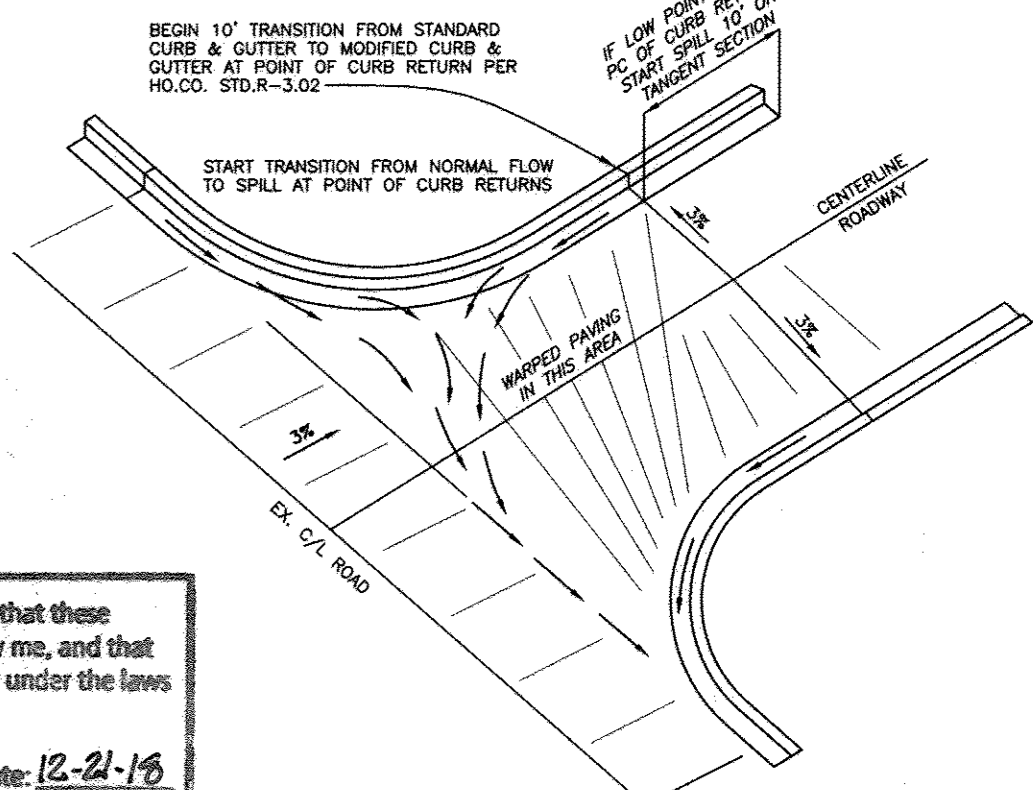 BEGIN 10' TRANSITION FROM STANDARD
CURB & GUTTER TO MODIFIED CURB &
GUTTER AT POINT OF CURB RETURN PER
HO.CO. STD.R-3.02
IF LOW POINT
PC OF CURB
START SPILL 10'
TANGENT SECTION
START TRANSITION FROM NORMAL FLOW
TO SPILL AT POINT OF CURB RETURNS
CENTERLINE
ROADWAY
3%
3%
WARPED PAVING
IN THIS AREA
3%
EX. C/L ROAD
that these
me, and that
under the laws
12-21-18